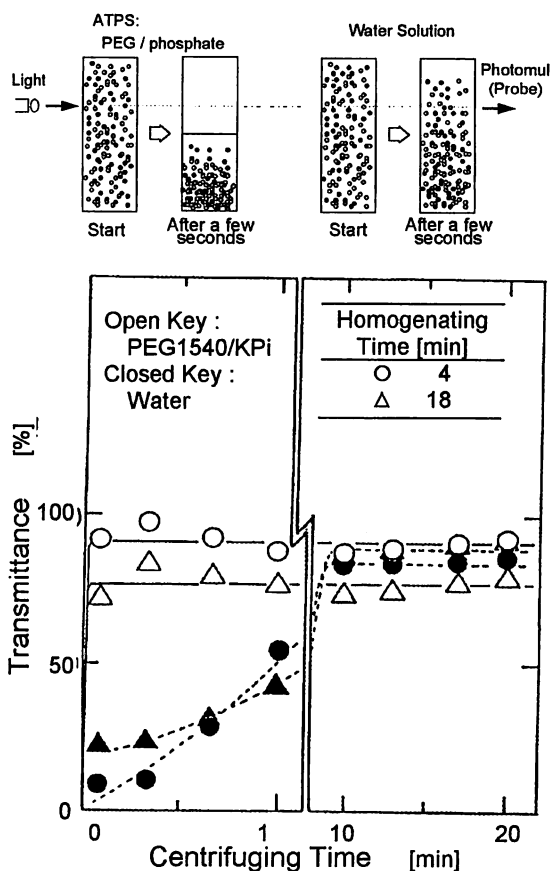 ATPS:
PEG / phosphate
Water Solution
Light
Photomul
(Probe)
Start
After a few
seconds
Start
After a few
seconds
Open Key :
PEG1540/KPi
Closed Key :
Water
Homogenating
Time [min]
4
18
Transmittance [%]
100
50
0
0
1
10
20
Centrifuging Time [min]